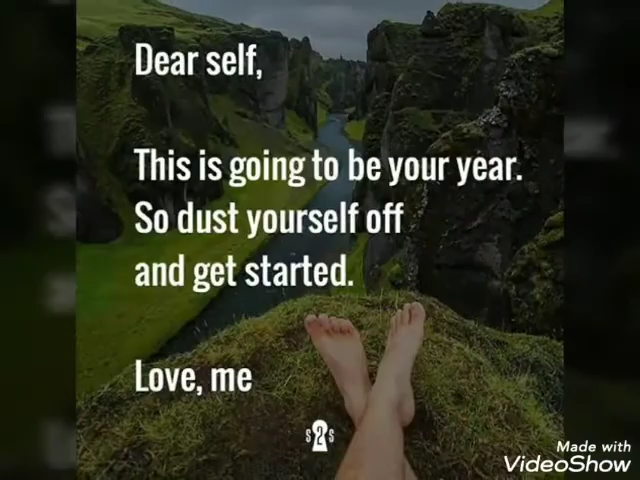 Dear self,
This is going to be your year.
So dust yourself off
and get started.
Love, me
S2S
Made with
VideoShow